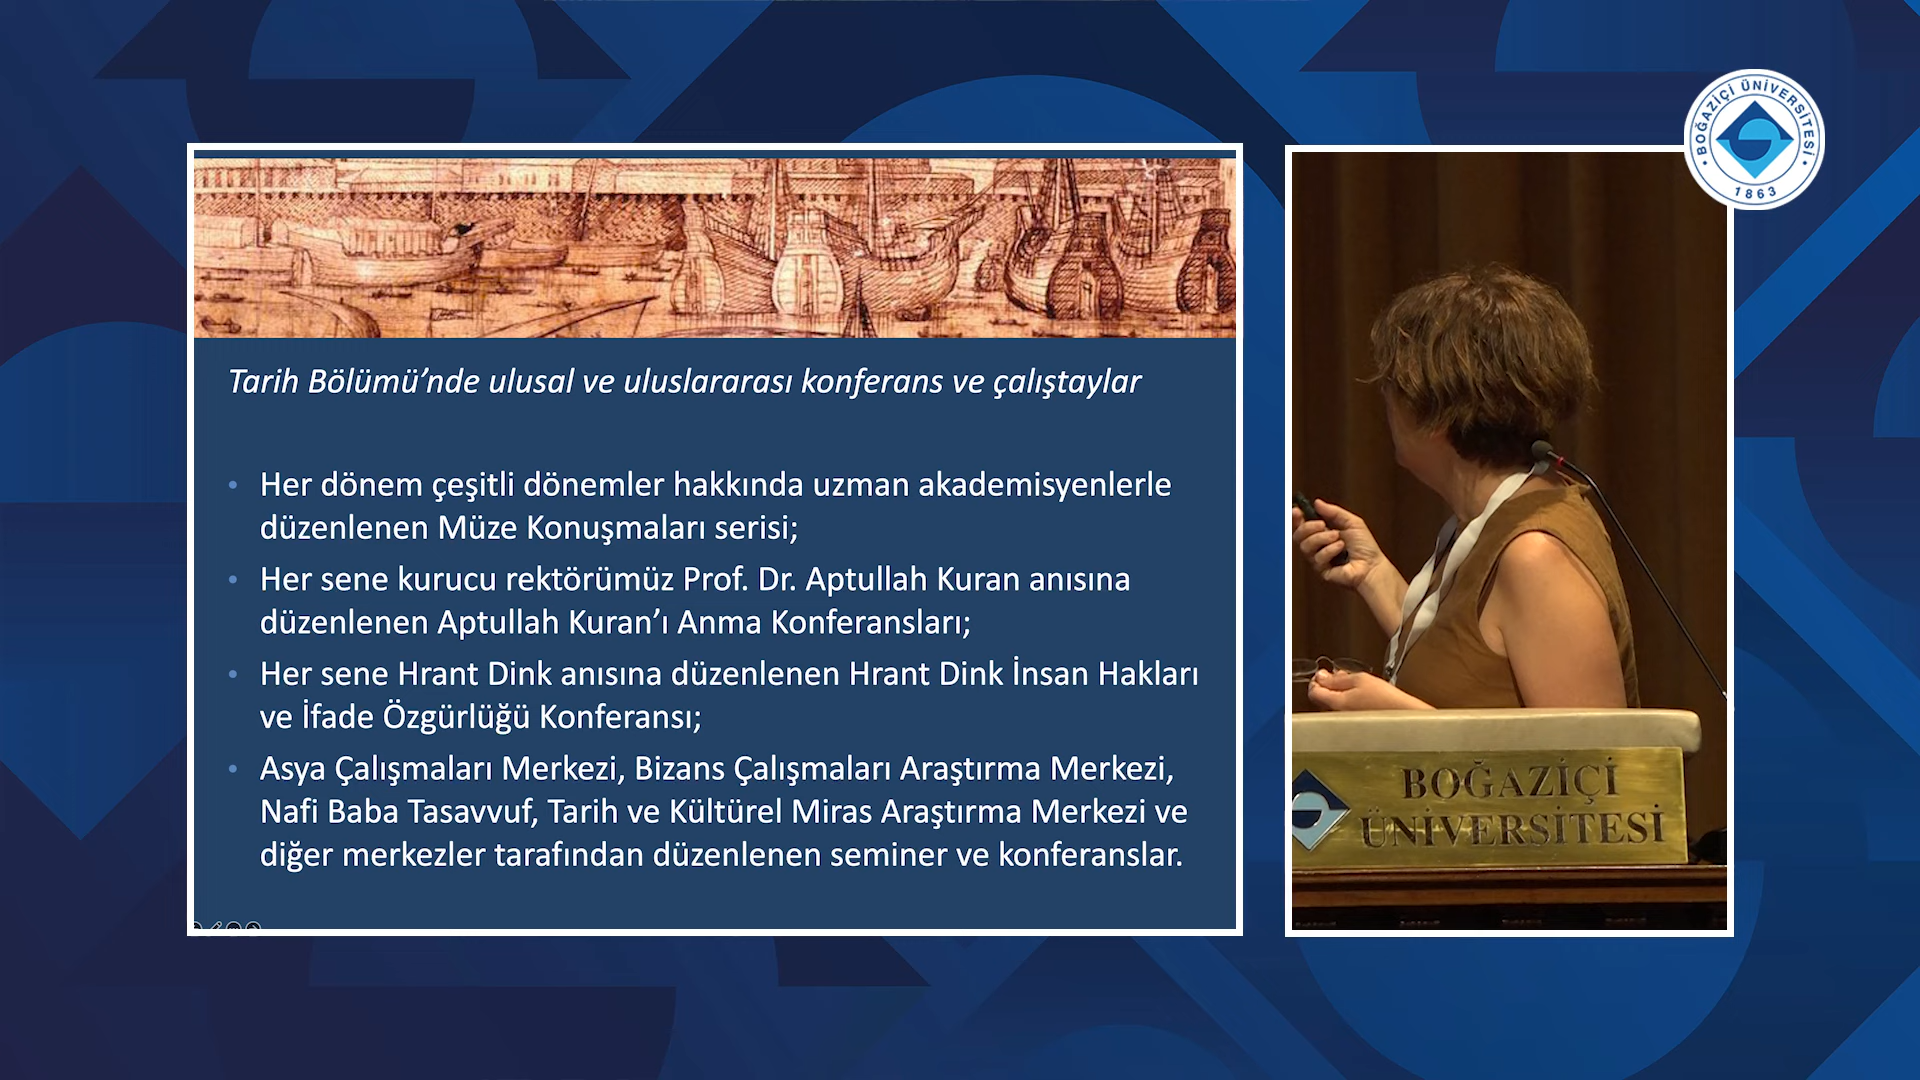 Tarih Bölümü’nde ulusal ve uluslararası konferans ve çalıştaylar
• Her dönem çeşitli dönemler hakkında uzman akademisyenlerle
düzenlenen Müze Konuşmaları serisi;
• Her sene kurucu rektörümüz Prof. Dr. Aptullah Kuran anısına
düzenlenen Aptullah Kuran’ı Anma Konferansları;
• Her sene Hrant Dink anısına düzenlenen Hrant Dink İnsan Hakları
ve İfade Özgürlüğü Konferansı;
• Asya Çalışmaları Merkezi, Bizans Çalışmaları Araştırma Merkezi,
Nafi Baba Tasavvuf, Tarih ve Kültürel Miras Araştırma Merkezi ve
diğer merkezler tarafından düzenlenen seminer ve konferanslar.
BOĞAZİÇİ ÜNİVERSİTESİ
1863
BOĞAZİÇİ
ÜNİVERSİTESİ